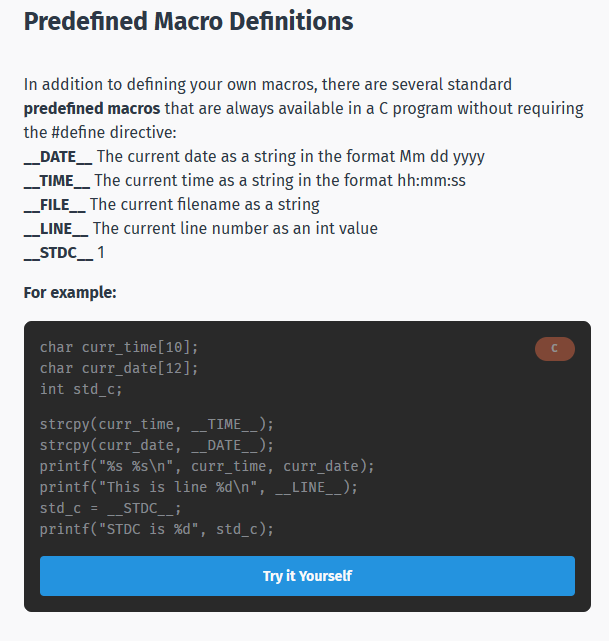 Predefined Macro Definitions
In addition to defining your own macros, there are several standard
predefined macros that are always available in a C program without requiring
the #define directive:
__DATE__ The current date as a string in the format Mm dd yyyy
__TIME__ The current time as a string in the format hh:mm:ss
__FILE__ The current filename as a string
__LINE__ The current line number as an int value
__STDC__ 1
For example:
C
char curr_time[10];
char curr_date[12];
int std_c;
strcpy(curr_time, __TIME__);
strcpy(curr_date, __DATE__);
printf("%s %s\n", curr_time, curr_date);
printf("This is line %d\n", __LINE__);
std_c = __STDC__;
printf("STDC is %d", std_c);
Try it Yourself